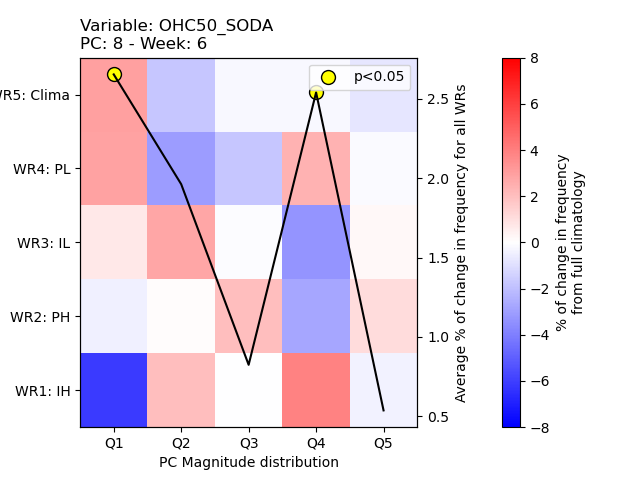 Variable: OHC50_SODA
PC: 8 - Week: 6
p<0.05
WR5: Clima
WR4: PL
WR3: IL
WR2: PH
WR1: IH
Q1 Q2 Q3 Q4 Q5
PC Magnitude distribution
2.5
2.0
1.5
1.0
0.5
Average % of change in frequency for all WRs
8
6
4
2
0
−2
−4
−6
−8
% of change in frequency
from full climatology